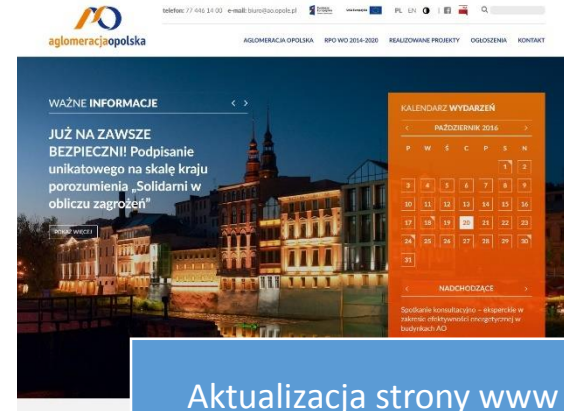 telefon: 77 446 14 00 e-mail: biuro@ao.opole.pl
PL EN
aglomeracjaopolska
AGLOMERACJA OPOLSKA RPO WO 2014-2020 REALIZOWANE PROJEKTY OGŁOSZENIA KONTAKT
WAŻNE INFORMACJE < >
JUŻ NA ZAWSZE
BEZPIECZNI! Podpisanie
unikatowego na skalę kraju
porozumienia „Solidarni w
obliczu zagrożeń”
POKAŻ WIĘCEJ
KALENDARZ WYDARZEŃ
< PAŹDZIERNIK 2016 >
P W Ś C P S N
1 2
3 4 5 6 7 8 9
10 11 12 13 14 15 16
17 18 19 20 21 22 23
24 25 26 27 28 29 30
31
< NADCHODZĄCE >
Spotkanie konsultacyjno – eksperckie w
zakresie efektywności energetycznej w
budynkach AO
Aktualizacja strony www